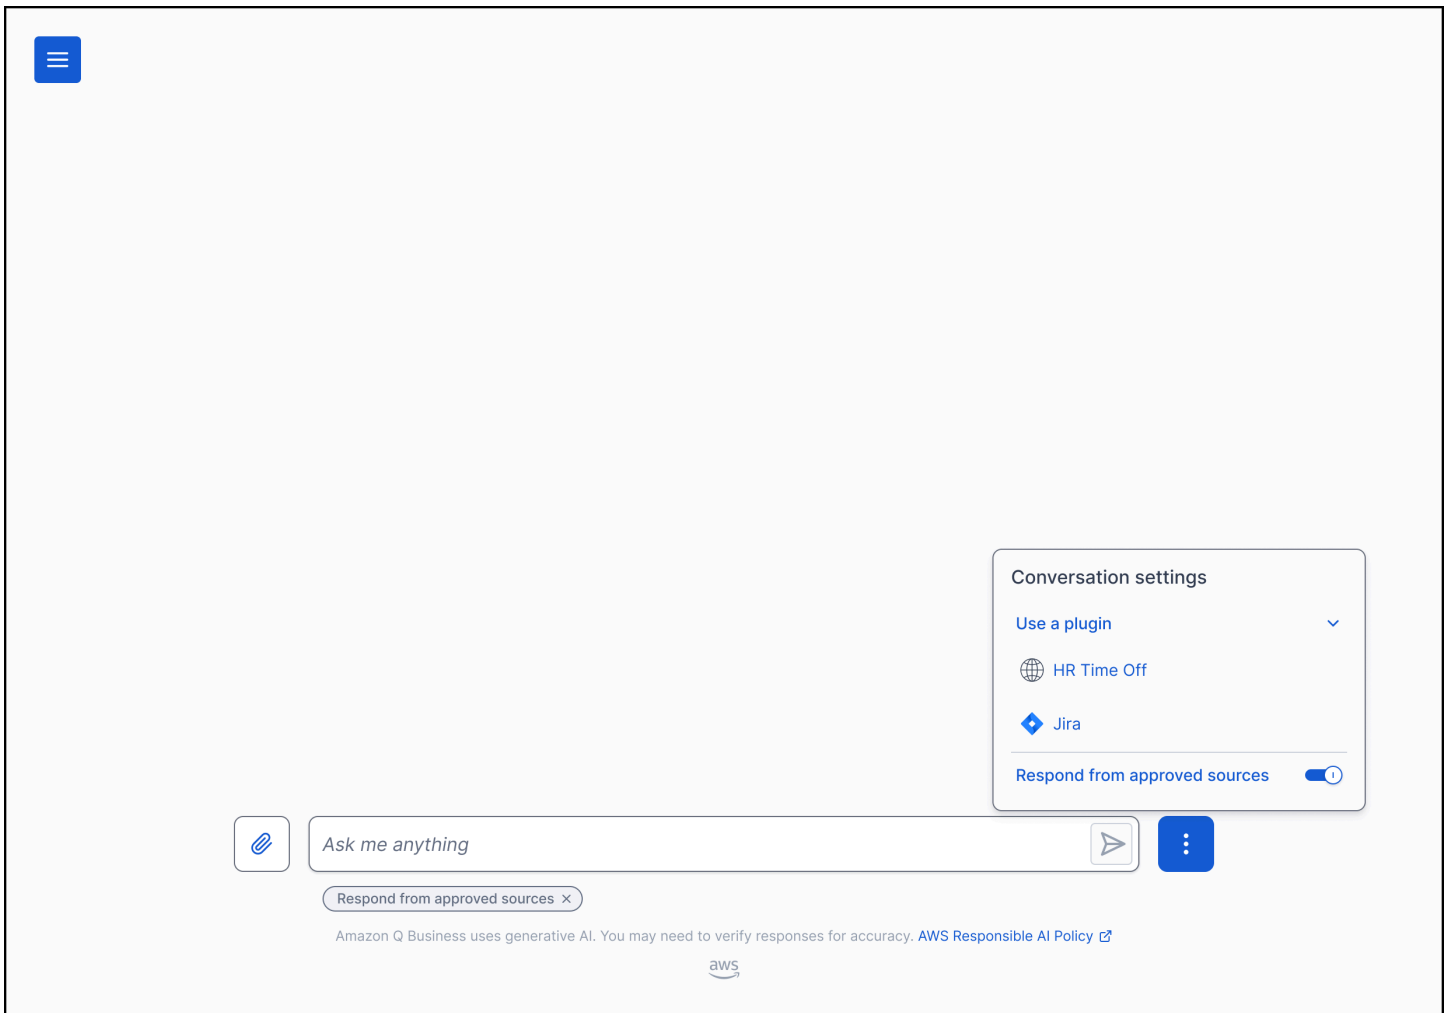 Conversation settings
Use a plugin
HR Time Off
Jira
Respond from approved sources
Ask me anything
Respond from approved sources
Amazon Q Business uses generative AI. You may need to verify responses for accuracy. AWS Responsible AI Policy
aws